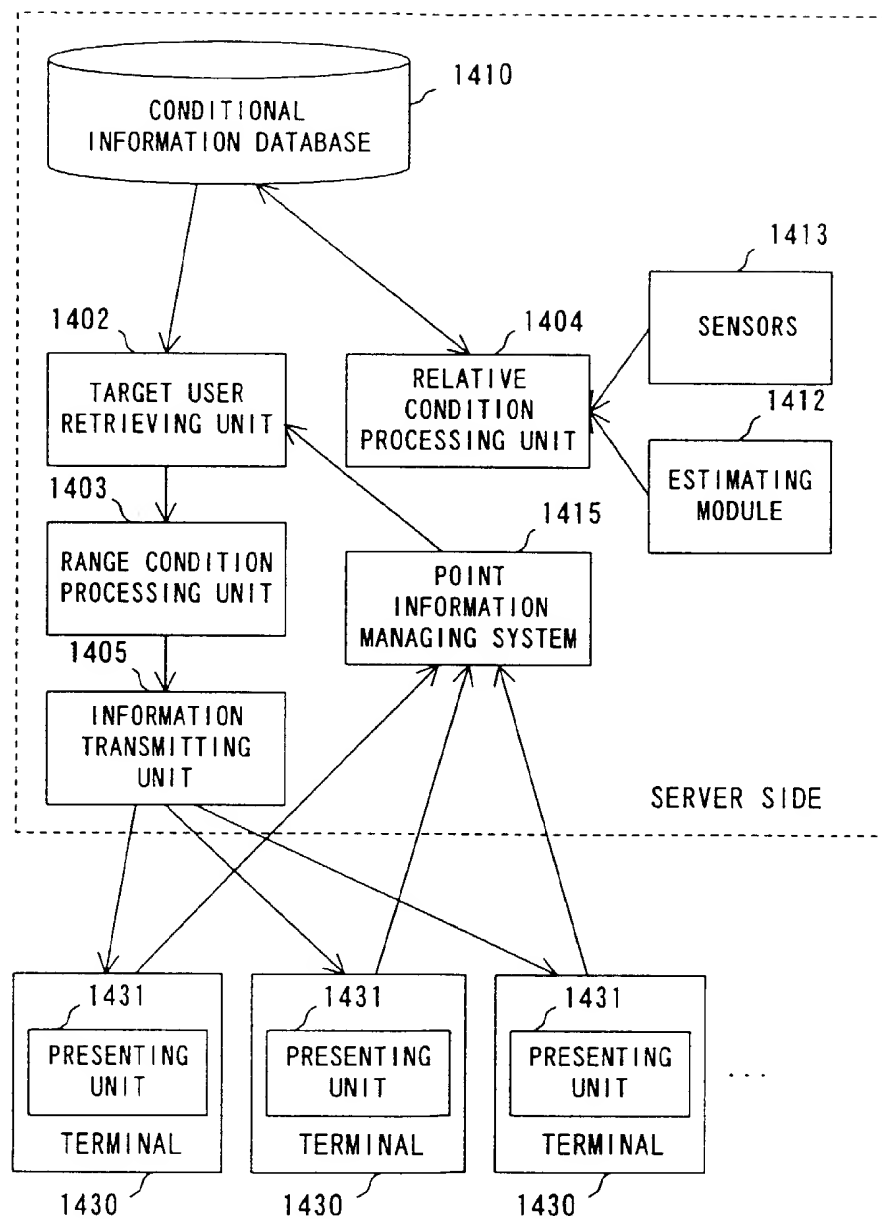 1410
CONDITIONAL
INFORMATION DATABASE
1413
SENSORS
1402
TARGET USER
RETRIEVING UNIT
1404
RELATIVE
CONDITION
PROCESSING UNIT
1412
ESTIMATING
MODULE
1403
RANGE CONDITION
PROCESSING UNIT
1415
POINT
INFORMATION
MANAGING SYSTEM
1405
INFORMATION
TRANSMITTING
UNIT
SERVER SIDE
1431
PRESENTING
UNIT
TERMINAL
1430
1431
PRESENTING
UNIT
TERMINAL
1430
1431
PRESENTING
UNIT
TERMINAL
1430
...